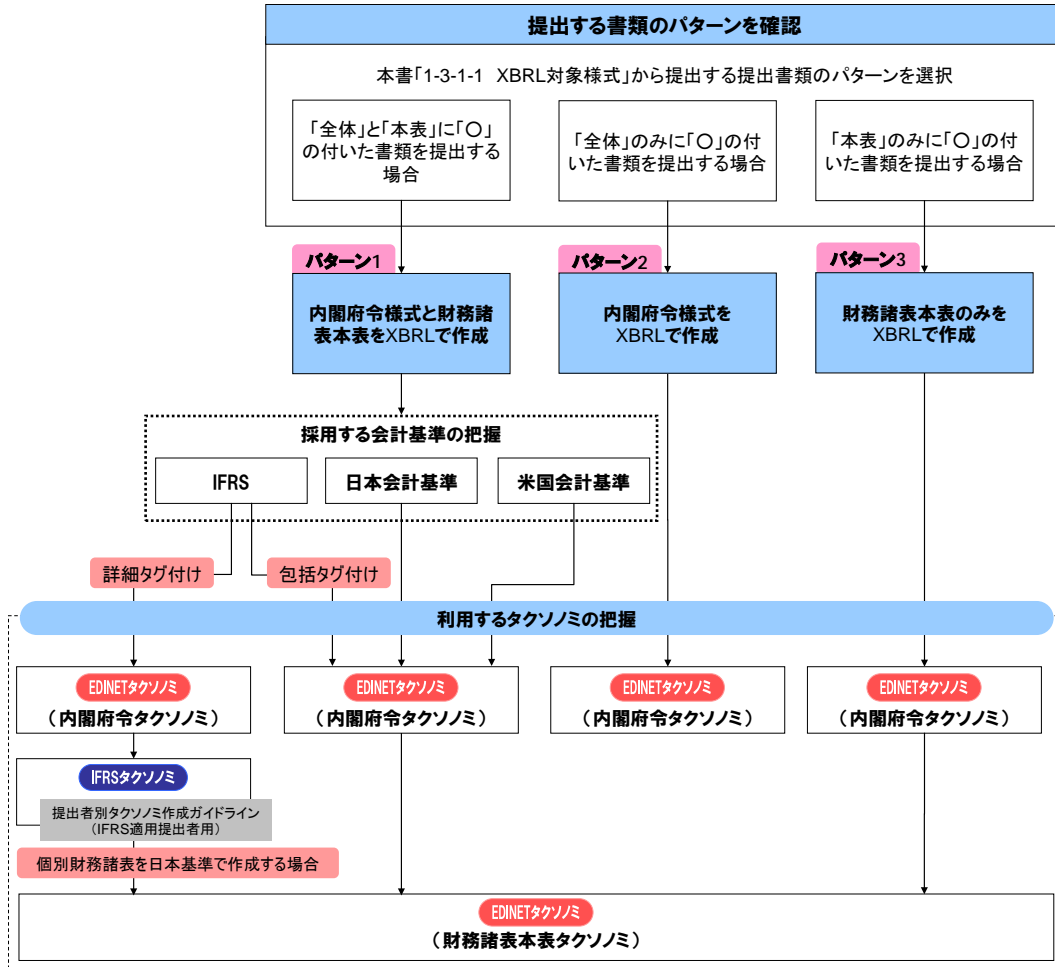 提出する書類のパターンを確認
本書「1-3-1-1 XBRL対象様式」から提出する提出書類のパターンを選択
「全体」と「本表」に「〇」
の付いた書類を提出する
場合
「全体」のみに「〇」の付
いた書類を提出する場合
「本表」のみに「〇」の付
いた書類を提出する場合
パターン1
パターン2
パターン3
内閣府令様式と財務諸
表本表をXBRLで作成
内閣府令様式を
XBRLで作成
財務諸表本表のみを
XBRLで作成
採用する会計基準の把握
IFRS
日本会計基準
米国会計基準
詳細タグ付け
包括タグ付け
利用するタクソノミの把握
EDINETタクソノミ
（内閣府令タクソノミ）
EDINETタクソノミ
（内閣府令タクソノミ）
EDINETタクソノミ
（内閣府令タクソノミ）
EDINETタクソノミ
（内閣府令タクソノミ）
IFRSタクソノミ
提出者別タクソノミ作成ガイドライン
（IFRS適用提出者用）
個別財務諸表を日本基準で作成する場合
EDINETタクソノミ
（財務諸表本表タクソノミ）